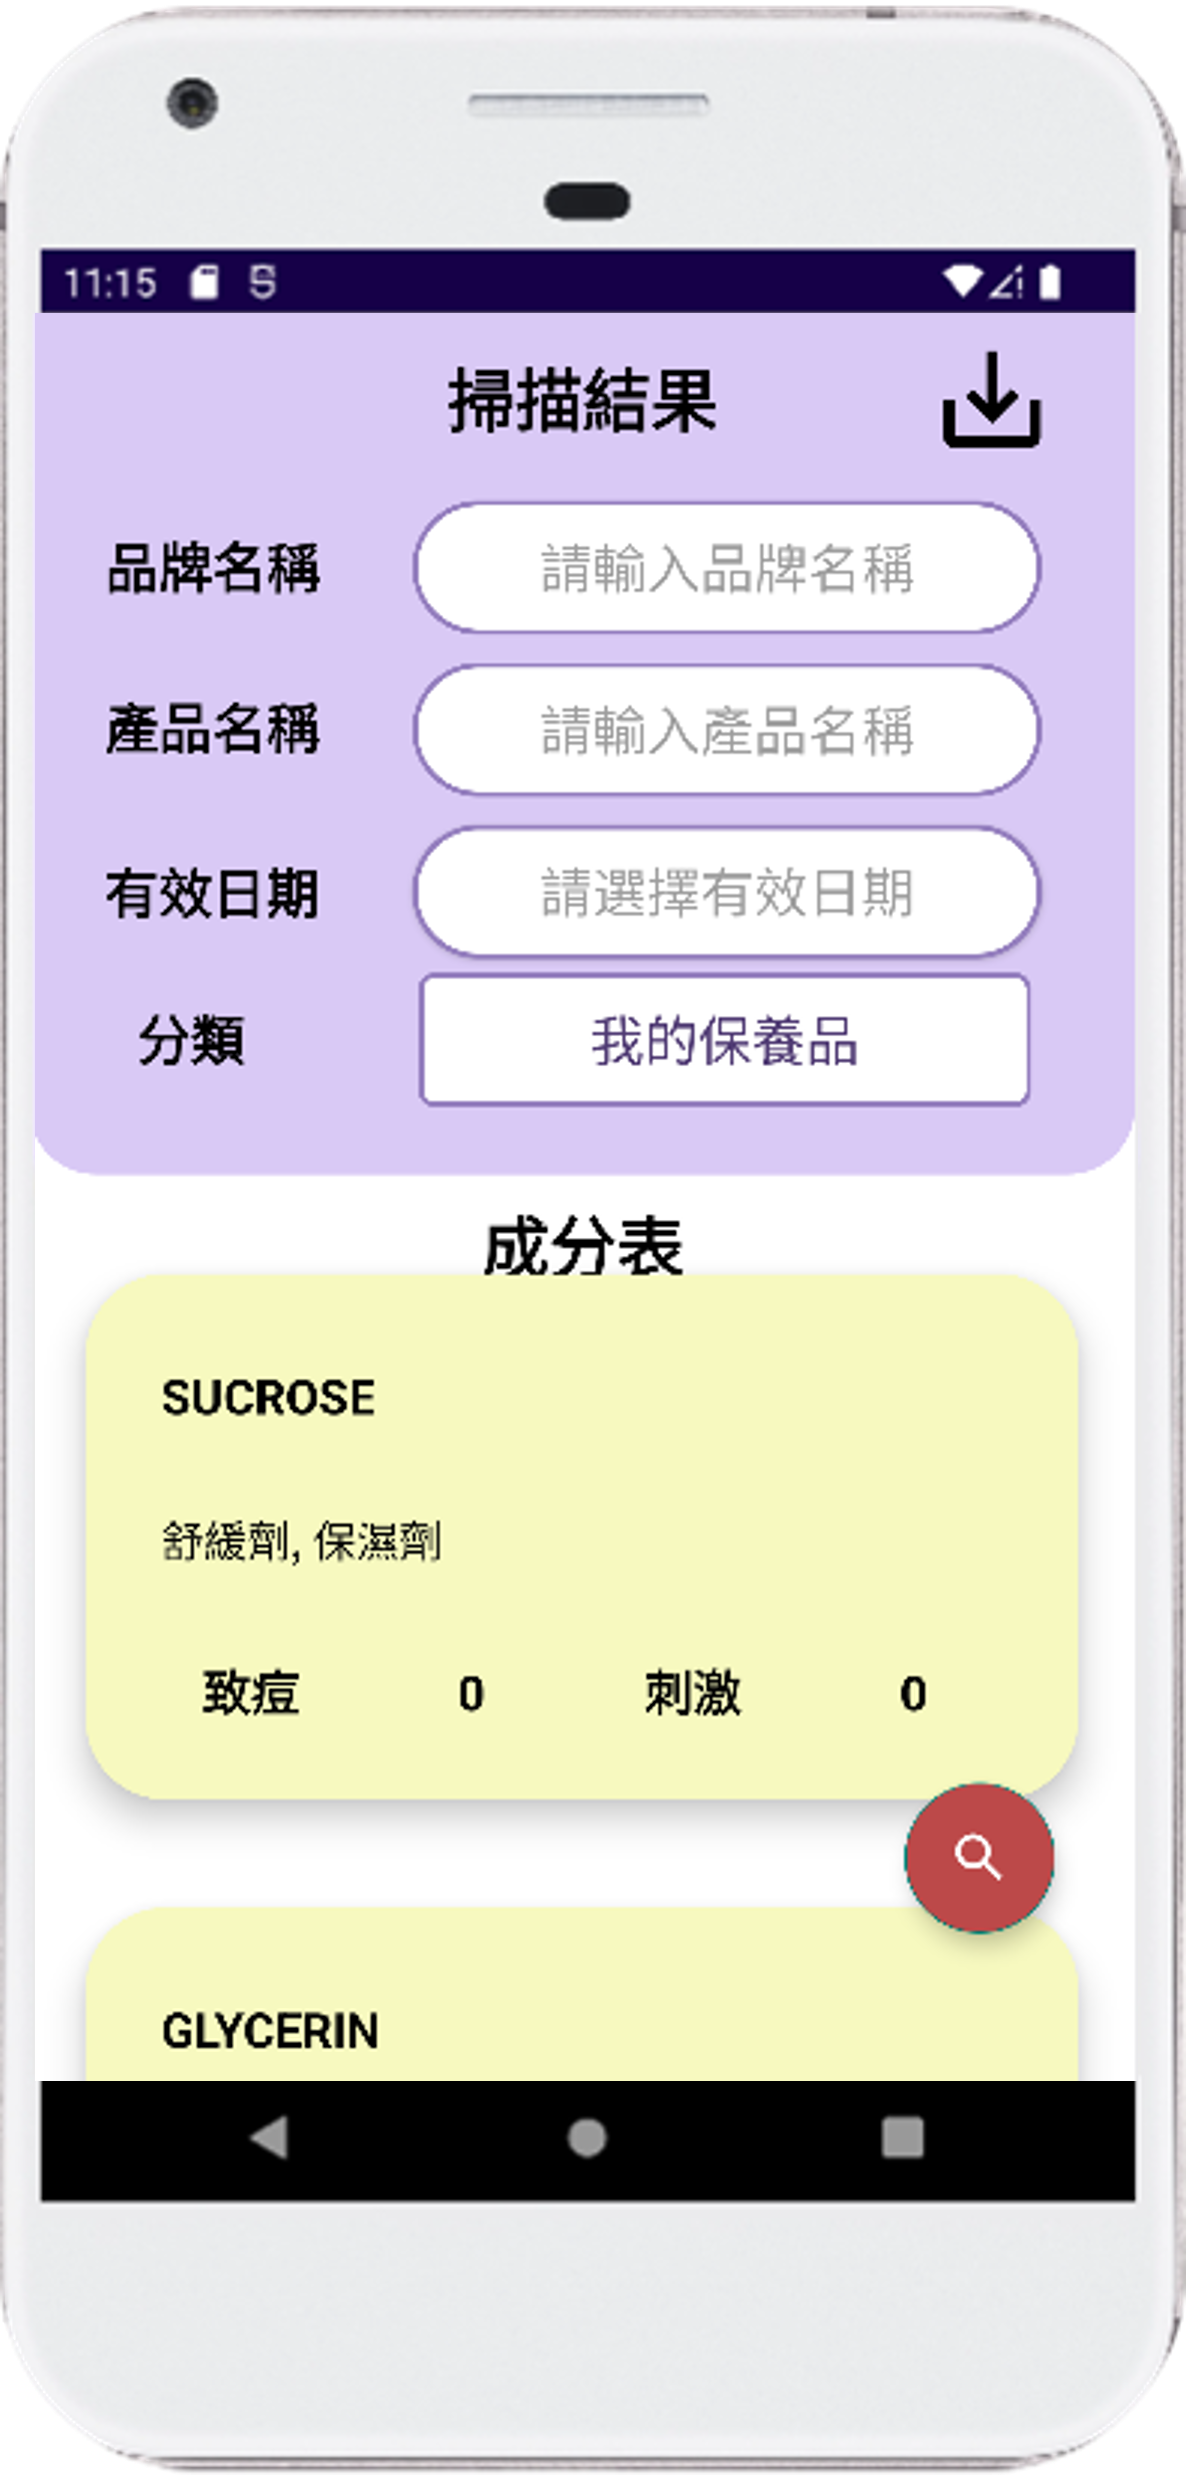 11:15
掃描結果
品牌名稱 請輸入品牌名稱
產品名稱 請輸入產品名稱
有效日期 請選擇有效日期
分類 我的保養品
成分表
SUCROSE
舒緩劑, 保濕劑
致痘 0 刺激 0
GLYCERIN